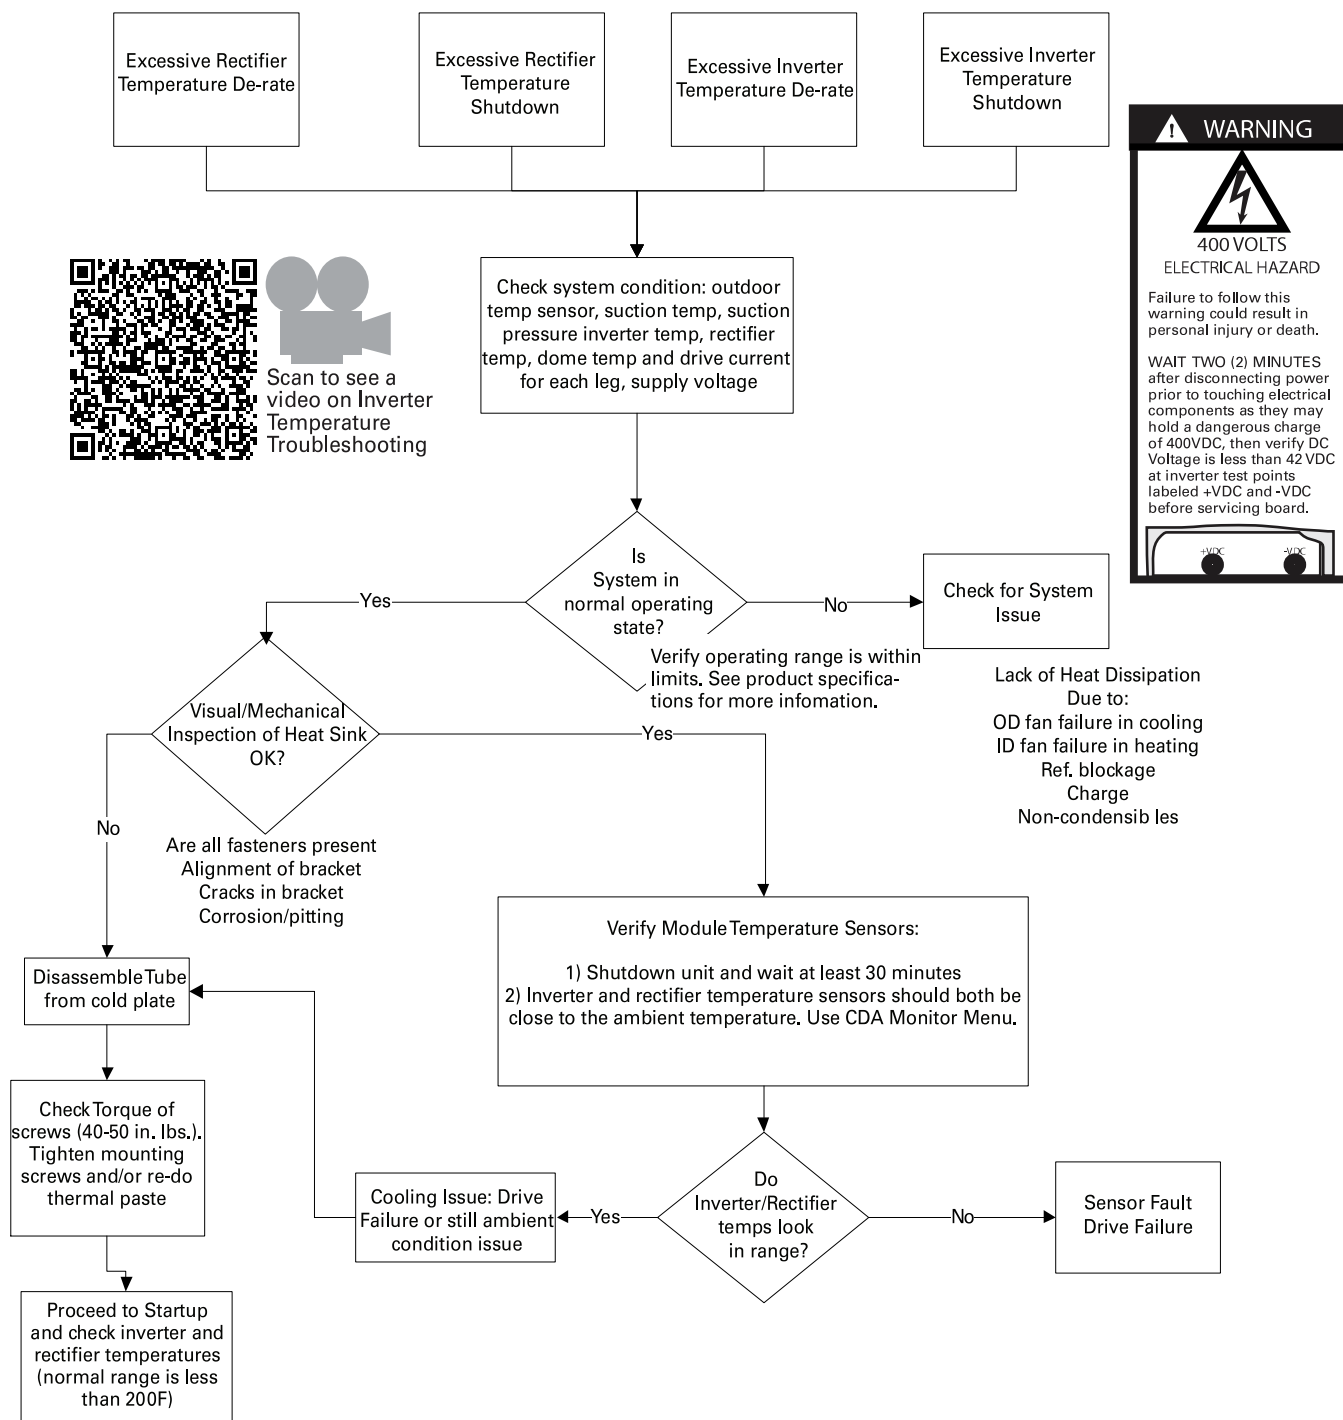 Excessive Rectifier
Temperature De-rate
Excessive Rectifier
Temperature
Shutdown
Excessive Inverter
Temperature De-rate
Excessive Inverter
Temperature
Shutdown
! WARNING
400 VOLTS
ELECTRICAL HAZARD
Failure to follow this
warning could result in
personal injury or death.
WAIT TWO (2) MINUTES
after disconnecting power
prior to touching electrical
components as they may
hold a dangerous charge
of 400VDC, then verify DC
Voltage is less than 42 VDC
at inverter test points
labeled +VDC and -VDC
before servicing board.
+VDC
-VDC
Scan to see a
video on Inverter
Temperature
Troubleshooting
Check system condition: outdoor
temp sensor, suction temp, suction
pressure inverter temp, rectifier
temp, dome temp and drive current
for each leg, supply voltage
Is
System in
normal operating
state?
Yes
No
Check for System
Issue
Verify operating range is within
limits. See product specifica-
tions for more infomation.
Lack of Heat Dissipation
Due to:
OD fan failure in cooling
ID fan failure in heating
Ref. blockage
Charge
Non-condensib les
Visual/Mechanical
Inspection of Heat Sink
OK?
Yes
No
Are all fasteners present
Alignment of bracket
Cracks in bracket
Corrosion/pitting
Verify Module Temperature Sensors:
1) Shutdown unit and wait at least 30 minutes
2) Inverter and rectifier temperature sensors should both be
close to the ambient temperature. Use CDA Monitor Menu.
Disassemble Tube
from cold plate
Check Torque of
screws (40-50 in. lbs.).
Tighten mounting
screws and/or re-do
thermal paste
Cooling Issue: Drive
Failure or still ambient
condition issue
Yes
Do
Inverter/Rectifier
temps look
in range?
No
Sensor Fault
Drive Failure
Proceed to Startup
and check inverter and
rectifier temperatures
(normal range is less
than 200F)